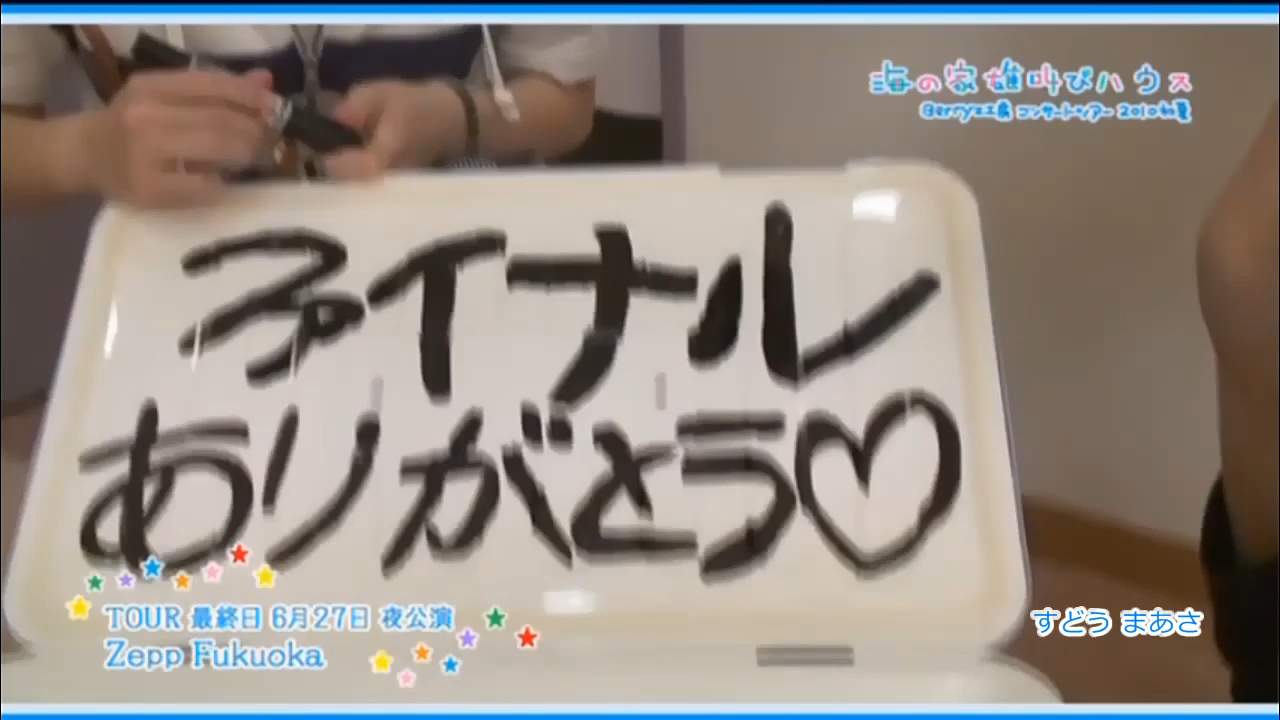 海の家雄叫びハウス
Berryz工房 コンサートツアー 2010初夏
ファイナル
ありがとう♡
TOUR 最終日 6月27日 夜公演
Zepp Fukuoka
すどう まあさ